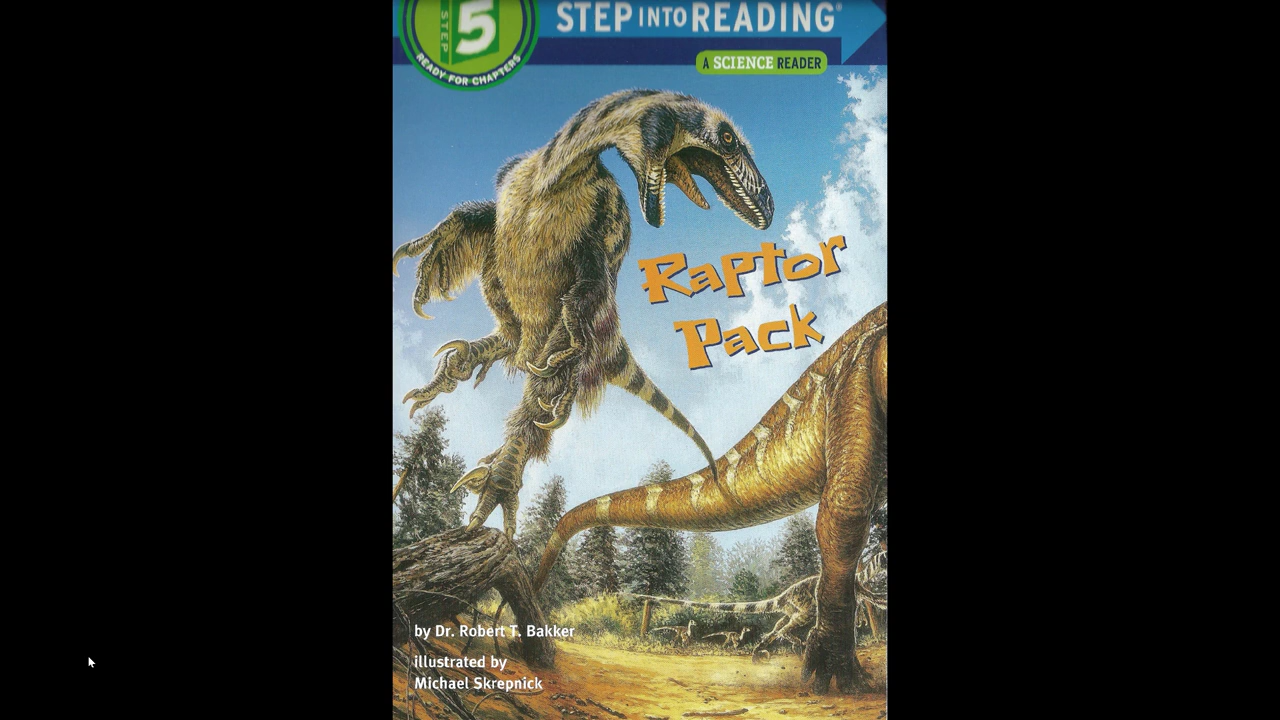 STEP 5
READY FOR CHAPTERS
STEP INTO READING®
A SCIENCE READER
Raptor
Pack
by Dr. Robert T. Bakker
illustrated by
Michael Skrepnick